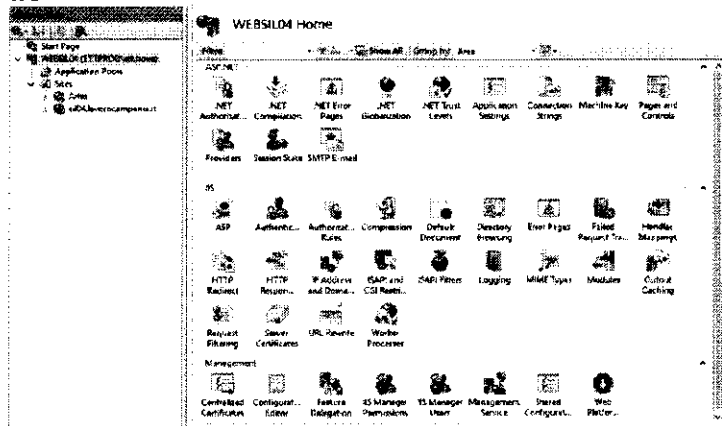 WEBSIL04 Home
Start Page
Application Pools
Sites
Filter: Show All Group by: Area
ASP.NET
.NET Authorizat... .NET Compilation .NET Error Pages .NET Globalization .NET Trust Levels Application Settings Connection Strings Machine Key Pages and Controls
Providers Session State SMTP E-mail
IIS
ASP Authentic... Authorizat... Rules Compression Default Document Directory Browsing Error Pages Failed Request Tra... Handler Mappings
HTTP Redirect HTTP Respon... IP Address and Doma... ISAPI and CGI Restri... ISAPI Filters Logging MIME Types Modules Output Caching
Request Filtering Server Certificates URL Rewrite Worker Processes
Management
Centralized Certificates Configurat... Editor Feature Delegation IIS Manager Permissions IIS Manager Users Management Service Shared Configurat... Web Platfor...